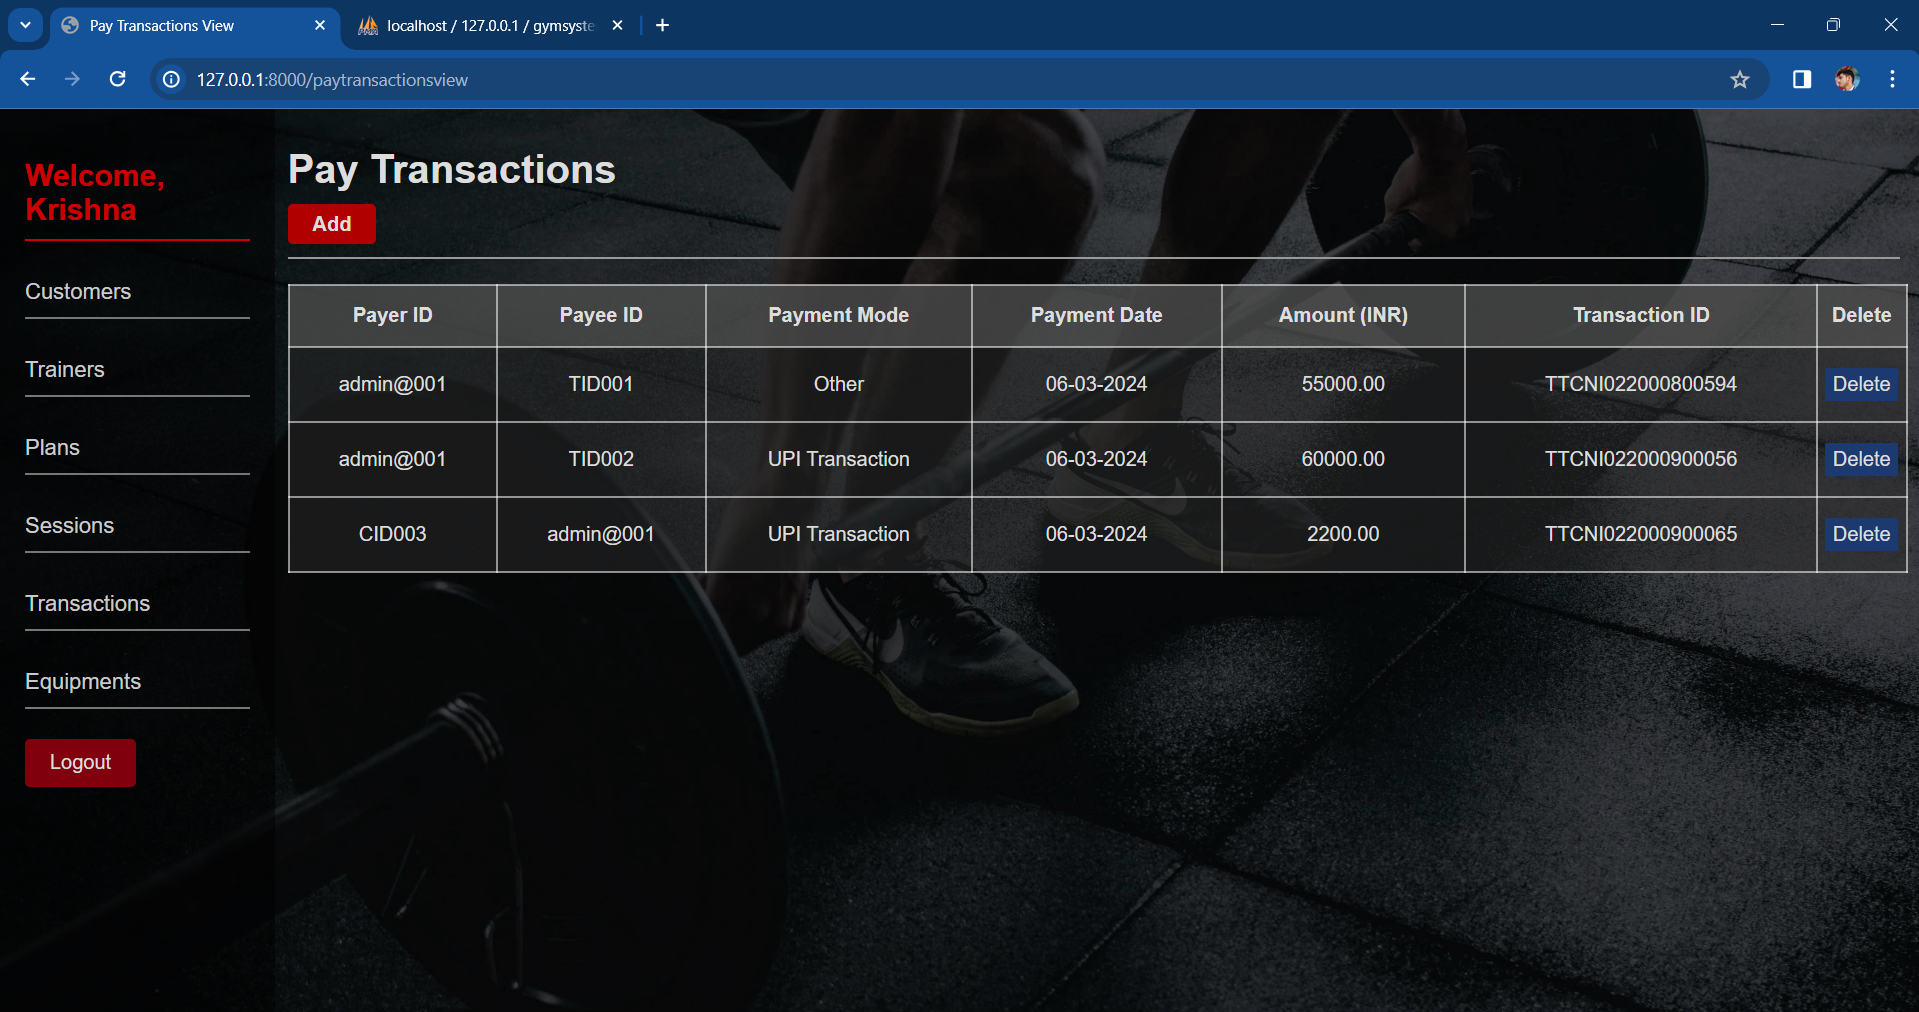 Pay Transactions View
localhost / 127.0.0.1 / gymsyste
127.0.0.1:8000/paytransactionsview
Welcome,
Krishna
Customers
Trainers
Plans
Sessions
Transactions
Equipments
Logout
Pay Transactions
Add
Payer ID Payee ID Payment Mode Payment Date Amount (INR) Transaction ID Delete
admin@001 TID001 Other 06-03-2024 55000.00 TTCNI022000800594 Delete
admin@001 TID002 UPI Transaction 06-03-2024 60000.00 TTCNI022000900056 Delete
CID003 admin@001 UPI Transaction 06-03-2024 2200.00 TTCNI022000900065 Delete